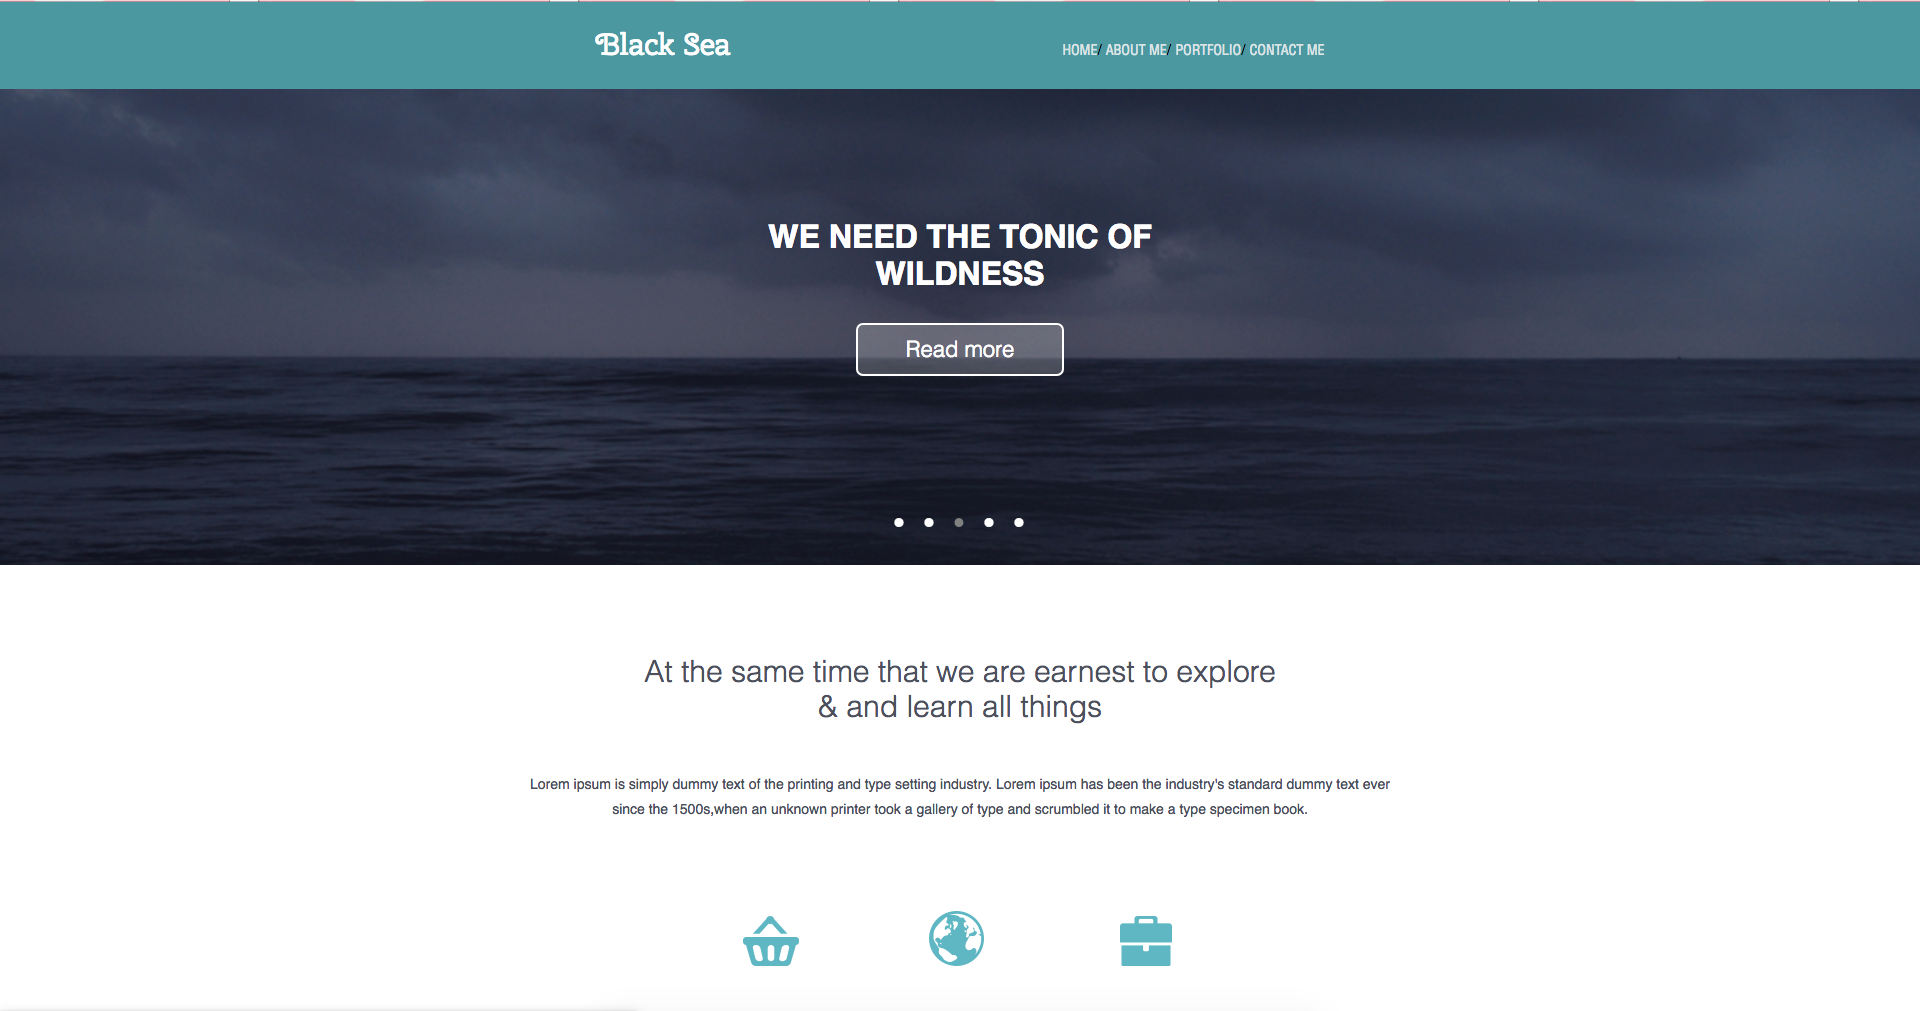 Black Sea
HOME/ ABOUT ME/ PORTFOLIO/ CONTACT ME
WE NEED THE TONIC OF
WILDNESS
Read more
At the same time that we are earnest to explore
& and learn all things
Lorem ipsum is simply dummy text of the printing and type setting industry. Lorem ipsum has been the industry's standard dummy text ever
since the 1500s,when an unknown printer took a gallery of type and scrumbled it to make a type specimen book.